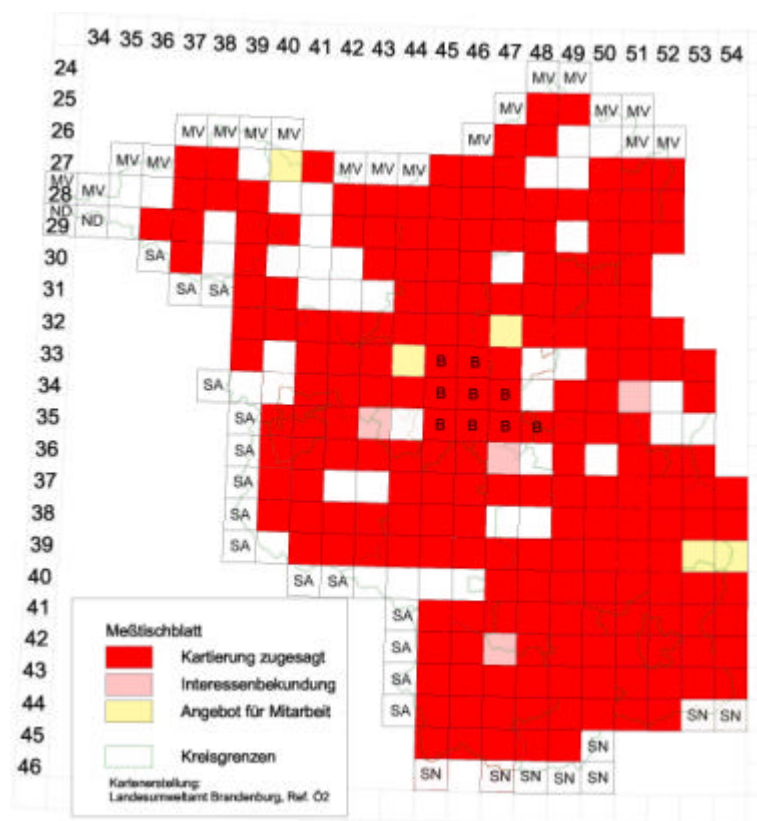 34 35 36 37 38 39 40 41 42 43 44 45 46 47 48 49 50 51 52 53 54
24 MV MV
25 MV MV MV
26 MV MV MV MV MV MV MV
27 MV MV MV MV MV
MV
28 MV
ND
29 ND
30 SA
31 SA SA
32
33 B B
34 SA B B B
35 SA B B B B
36 SA
37 SA
38 SA
39 SA
40 SA SA
41 SA
42 SA
43 SA
44 SA SN SN
45 SN
46 SN SN SN SN SN
Meßtischblatt
Kartierung zugesagt
Interessenbekundung
Angebot für Mitarbeit
Kreisgrenzen
Kartenerstellung:
Landesumweltamt Brandenburg, Ref. Ö2